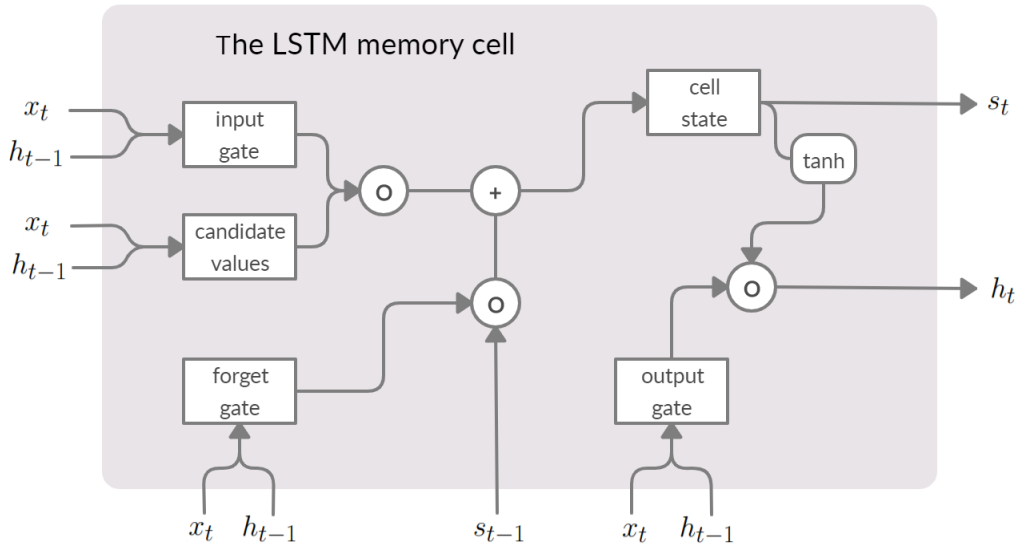 The LSTM memory cell
x_t
h_{t-1}
input
gate
x_t
h_{t-1}
candidate
values
O
+
cell
state
s_t
tanh
O
O
h_t
forget
gate
output
gate
x_t h_{t-1}
s_{t-1}
x_t h_{t-1}